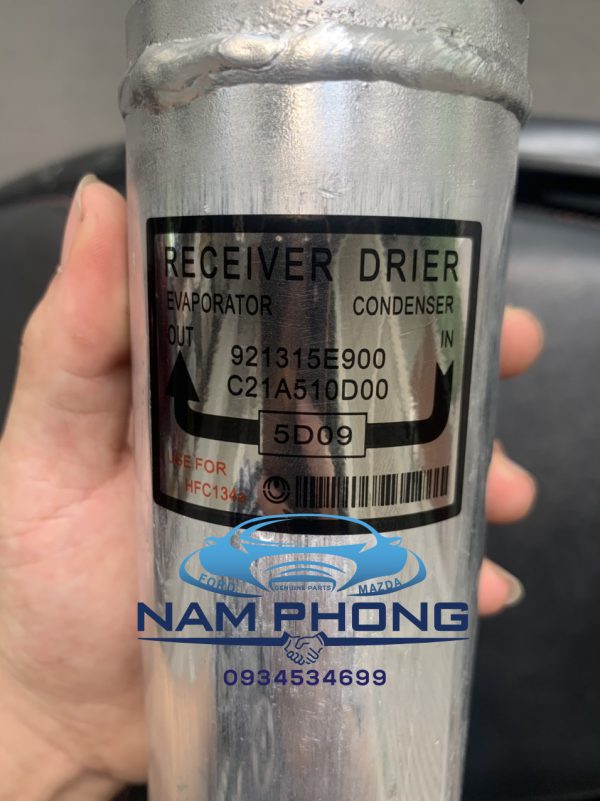 RECEIVER DRIER
EVAPORATOR CONDENSER
OUT IN
921315E900
C21A510D00
5D09
USE FOR
HFC134a
FORD GENUINE PARTS MAZDA
NAM PHONG
0934534699